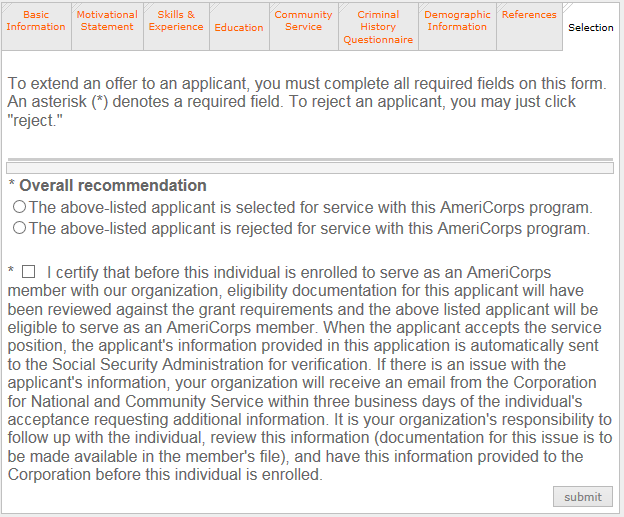 Basic Information
Motivational Statement
Skills & Experience
Education
Community Service
Criminal History Questionnaire
Demographic Information
References
Selection
To extend an offer to an applicant, you must complete all required fields on this form.
An asterisk (*) denotes a required field. To reject an applicant, you may just click
"reject."
* Overall recommendation
The above-listed applicant is selected for service with this AmeriCorps program.
The above-listed applicant is rejected for service with this AmeriCorps program.
* I certify that before this individual is enrolled to serve as an AmeriCorps
member with our organization, eligibility documentation for this applicant will have
been reviewed against the grant requirements and the above listed applicant will be
eligible to serve as an AmeriCorps member. When the applicant accepts the service
position, the applicant's information provided in this application is automatically sent
to the Social Security Administration for verification. If there is an issue with the
applicant's information, your organization will receive an email from the Corporation
for National and Community Service within three business days of the individual's
acceptance requesting additional information. It is your organization's responsibility to
follow up with the individual, review this information (documentation for this issue is to
be made available in the member's file), and have this information provided to the
Corporation before this individual is enrolled.
submit